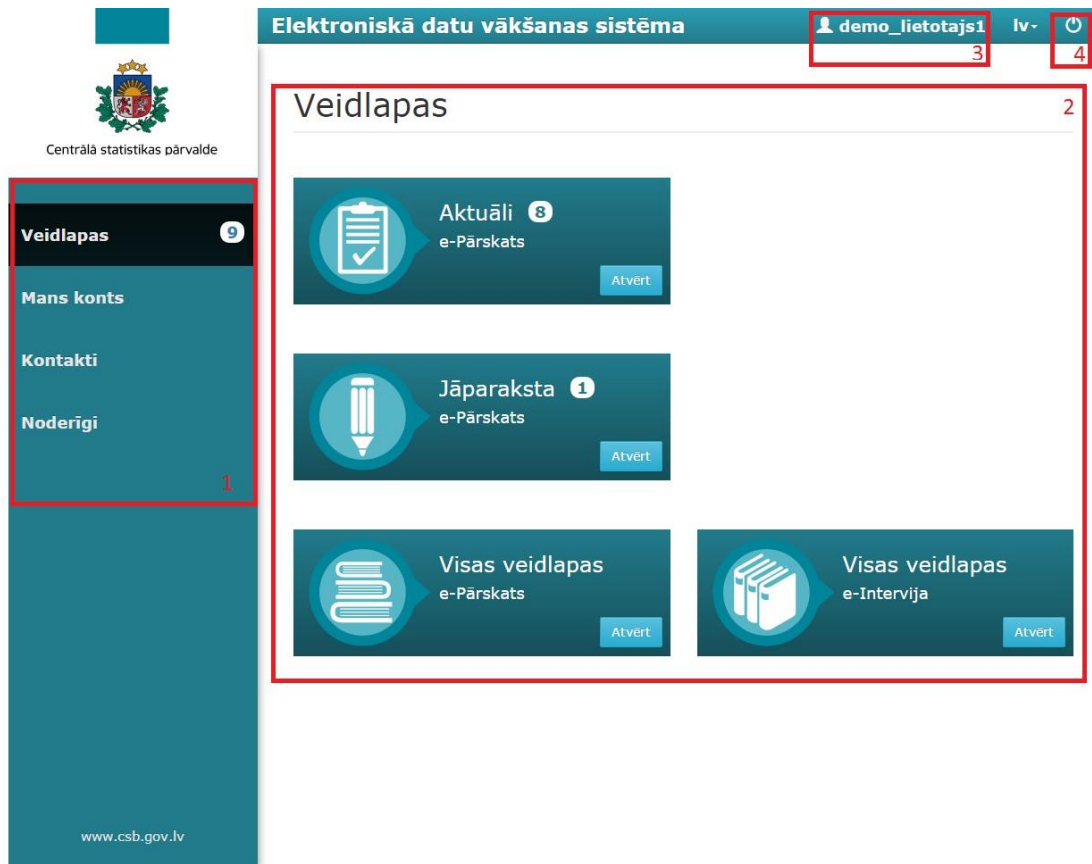 Elektroniskā datu vākšanas sistēma
demo_lietotajs1
lv
3
4
Centrālā statistikas pārvalde
Veidlapas 9
Mans konts
Kontakti
Noderīgi
1
www.csb.gov.lv
Veidlapas
2
Aktuāli 8
e-Pārskats
Atvērt
Jāparaksta 1
e-Pārskats
Atvērt
Visas veidlapas
e-Pārskats
Atvērt
Visas veidlapas
e-Intervija
Atvērt